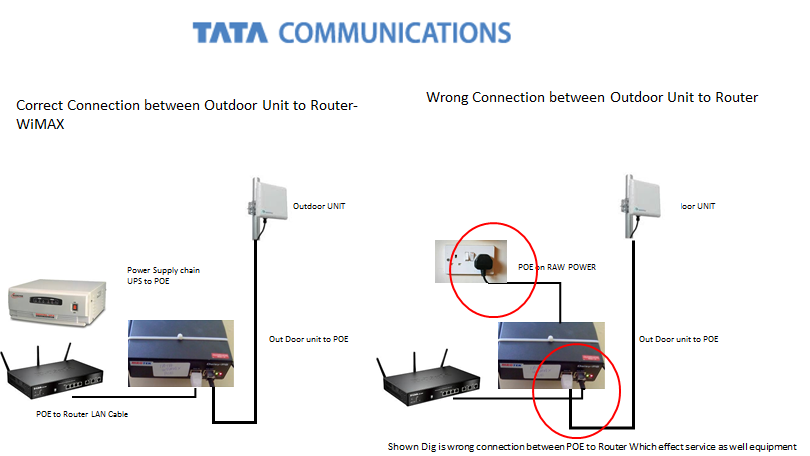 TATA COMMUNICATIONS
Correct Connection between Outdoor Unit to Router-
WiMAX
Wrong Connection between Outdoor Unit to Router
Outdoor UNIT
Power Supply chain
UPS to POE
Out Door unit to POE
POE to Router LAN Cable
oor UNIT
POE on RAW POWER
Out Door unit to POE
Shown Dig is wrong connection between POE to Router Which effect service as well equipment